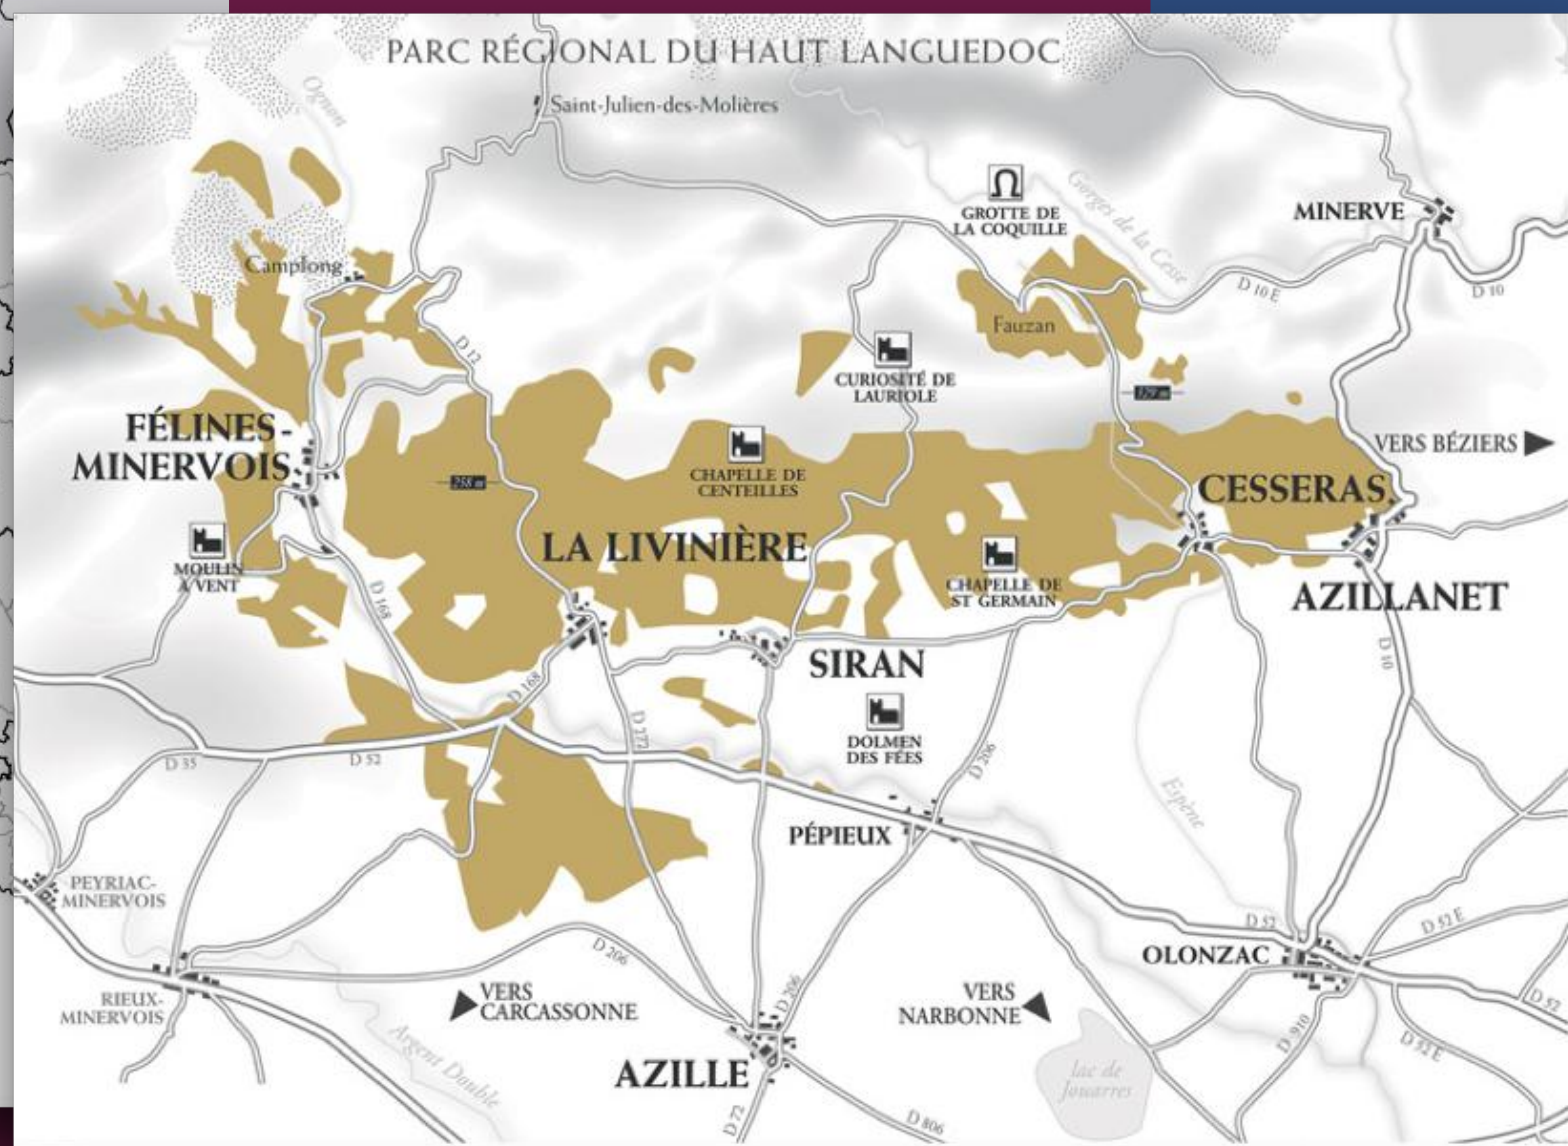 PARC RÉGIONAL DU HAUT LANGUEDOC
Ognon
Saint-Julien-des-Molières
GROTTE DE
LA COQUILLE
Gorges de la Cesse
MINERVE
Camplong
D 10 E
D 10
Fauzan
D 12
CURIOSITÉ DE
LAURIOLE
329 m
FÉLINES-
MINERVOIS
CHAPELLE DE
CENTEILLES
VERS BÉZIERS
258 m
CESSERAS
LA LIVINIÈRE
MOULIN
À VENT
CHAPELLE DE
ST GERMAIN
AZILLANET
D 168
SIRAN
D 10
D 168
DOLMEN
DES FÉES
D 35
D 52
D 272
D 206
Espène
PÉPIEUX
PEYRIAC-
MINERVOIS
D 52
D 52 E
D 206
OLONZAC
RIEUX-
MINERVOIS
VERS
CARCASSONNE
D 206
VERS
NARBONNE
D 52
D 910
D 52 E
Argent Double
AZILLE
lac de
Jouarres
D 72
D 806